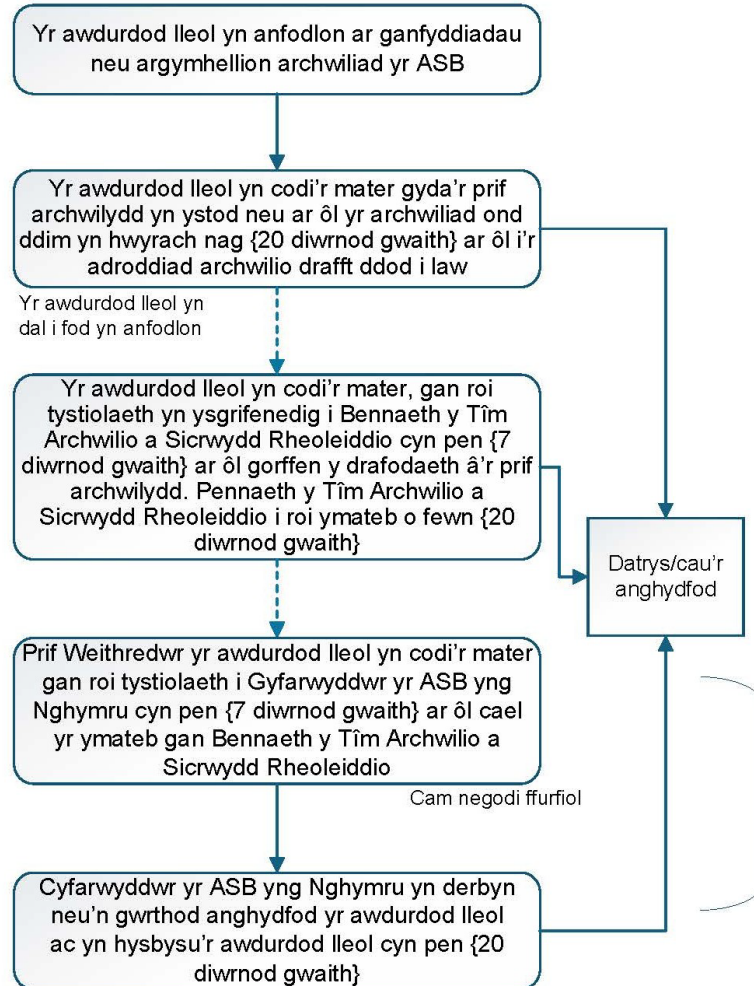 Yr awdurdod lleol yn anfodlon ar ganfyddiadau
neu argymhellion archwiliad yr ASB
Yr awdurdod lleol yn codi'r mater gyda'r prif
archwilydd yn ystod neu ar ôl yr archwiliad ond
ddim yn hwyrach nag {20 diwrnod gwaith} ar ôl i'r
adroddiad archwilio drafft ddod i law
Yr awdurdod lleol yn
dal i fod yn anfodlon
Yr awdurdod lleol yn codi'r mater, gan roi
tystiolaeth yn ysgrifenedig i Bennaeth y Tîm
Archwilio a Sicrwydd Rheoleiddio cyn pen {7
diwrnod gwaith} ar ôl gorffen y drafodaeth â'r prif
archwilydd. Pennaeth y Tîm Archwilio a
Sicrwydd Rheoleiddio i roi ymateb o fewn {20
diwrnod gwaith}
Datrys/cau'r
anghydfod
Prif Weithredwr yr awdurdod lleol yn codi'r mater
gan roi tystiolaeth i Gyfarwyddwr yr ASB yng
Nghymru cyn pen {7 diwrnod gwaith} ar ôl cael
yr ymateb gan Bennaeth y Tîm Archwilio a
Sicrwydd Rheoleiddio
Cam negodi ffurfiol
Cyfarwyddwr yr ASB yng Nghymru yn derbyn
neu'n gwrthod anghydfod yr awdurdod lleol
ac yn hysbysu'r awdurdod lleol cyn pen {20
diwrnod gwaith}